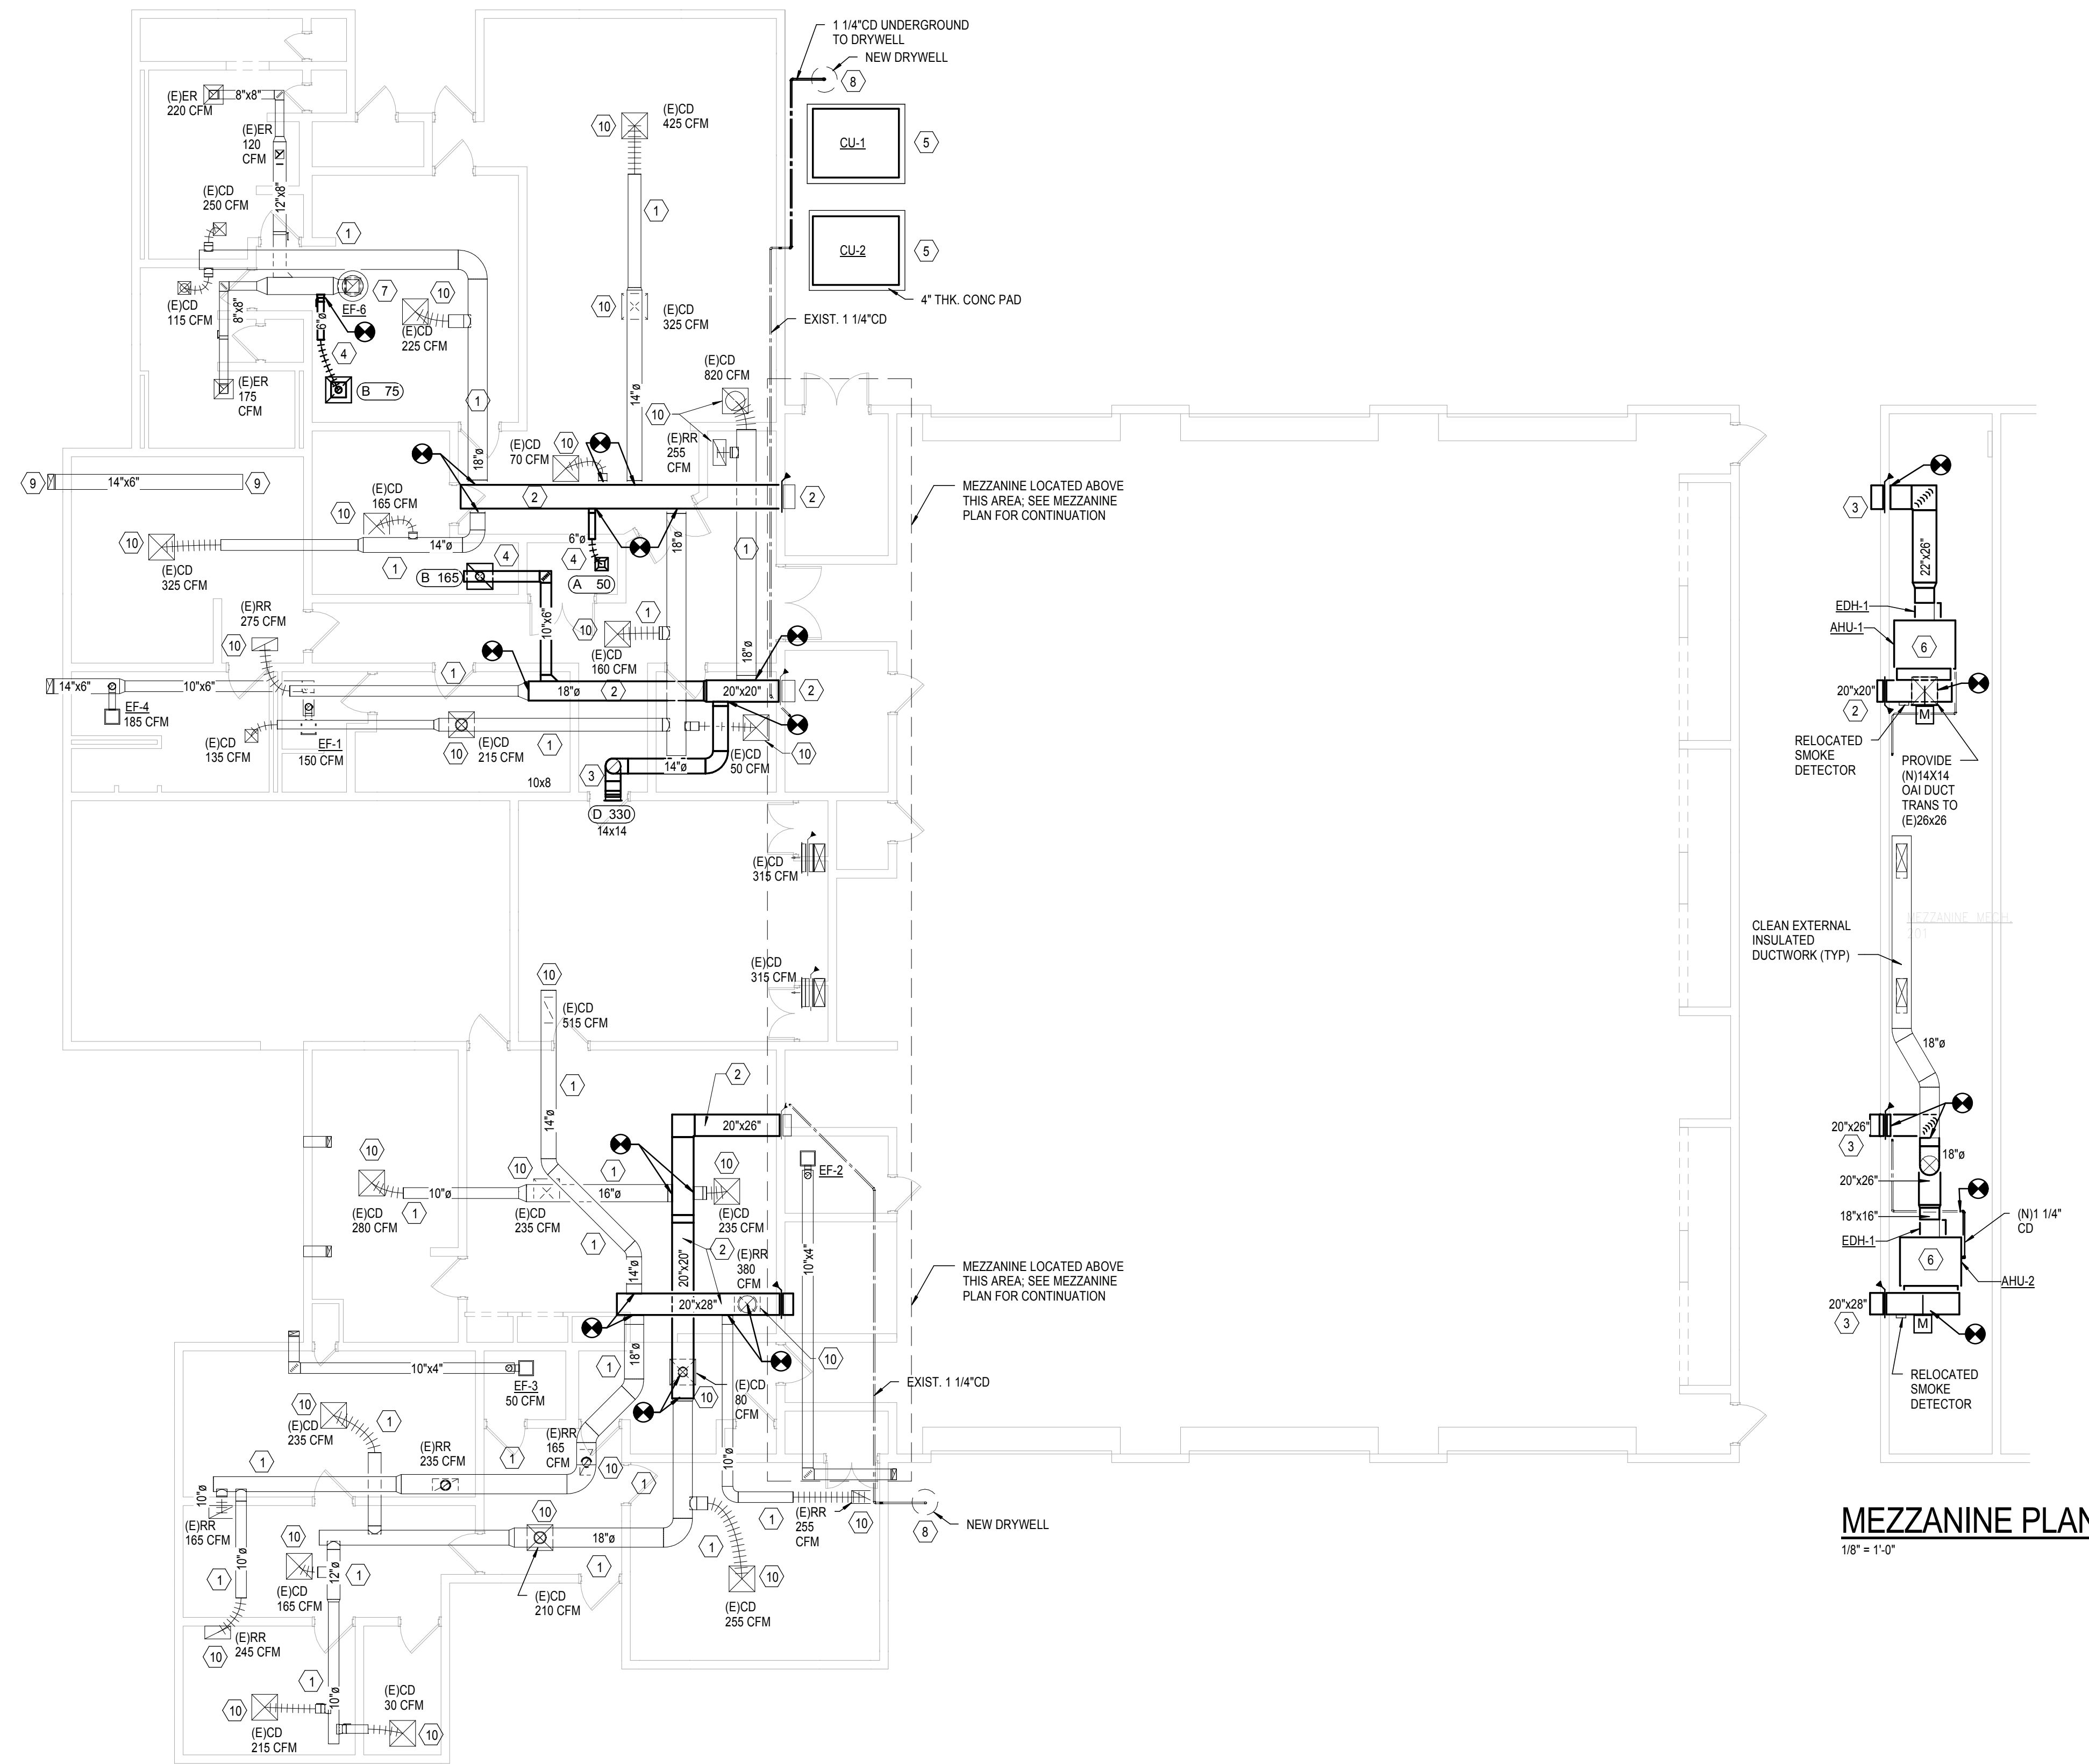 1 1/4"CD UNDERGROUND
TO DRYWELL
NEW DRYWELL
8
(E)ER
220 CFM
8"x8"
(E)ER
120
CFM
12"x8"
10
(E)CD
425 CFM
CU-1
5
(E)CD
250 CFM
1
1
CU-2
5
4" THK. CONC PAD
(E)CD
115 CFM
8"x8"
7
EF-6
6"ø
4
10
(E)CD
225 CFM
10
(E)CD
325 CFM
EXIST. 1 1/4"CD
(E)ER
175
CFM
B 75
1
14"ø
(E)CD
820 CFM
10
(E)RR
255
CFM
18"ø
(E)CD
70 CFM
10
9
14"x6"
9
(E)CD
165 CFM
10
2
2
MEZZANINE LOCATED ABOVE
THIS AREA; SEE MEZZANINE
PLAN FOR CONTINUATION
10
(E)CD
325 CFM
14"ø
1
6"ø
4
4
18"ø
1
B 165
A 50
10"x6"
(E)RR
275 CFM
10
1
10
(E)CD
160 CFM
18"ø
14"x6"
10"x6"
1
18"ø
2
20"x20"
2
EF-4
185 CFM
(E)CD
135 CFM
EF-1
150 CFM
10
(E)CD
215 CFM
1
(E)CD
50 CFM
10
10x8
3
14"ø
D 330
14x14
(E)CD
315 CFM
(E)CD
315 CFM
10
(E)CD
515 CFM
1
14"ø
2
20"x26"
10
10"ø
1
(E)CD
280 CFM
10
1
16"ø
(E)CD
235 CFM
10
(E)CD
235 CFM
EF-2
1
14"ø
20"x20"
2
(E)RR
380
CFM
10"x4"
20"x28"
MEZZANINE LOCATED ABOVE
THIS AREA; SEE MEZZANINE
PLAN FOR CONTINUATION
10"x4"
EF-3
50 CFM
1
18"ø
10
(E)CD
80
CFM
10
EXIST. 1 1/4"CD
10
(E)CD
235 CFM
1
(E)RR
235 CFM
1
(E)RR
165
CFM
10
1
1
10"ø
10"ø
(E)RR
165 CFM
10
18"ø
1
(E)RR
255
CFM
10
8
NEW DRYWELL
1
10"ø
10
(E)CD
165 CFM
12"ø
1
(E)CD
210 CFM
1
1
10
(E)CD
255 CFM
(E)RR
245 CFM
10
1
10"ø
10
(E)CD
215 CFM
(E)CD
30 CFM
10
3
22"x26"
EDH-1
AHU-1
6
20"x20"
2
M
RELOCATED
SMOKE
DETECTOR
PROVIDE
(N)14X14
OAI DUCT
TRANS TO
(E)26x26
CLEAN EXTERNAL
INSULATED
DUCTWORK (TYP)
MEZZANINE MECH.
201
18"ø
20"x26"
3
18"ø
20"x26"
18"x16"
(N)1 1/4"
CD
EDH-1
6
AHU-2
20"x28"
3
M
RELOCATED
SMOKE
DETECTOR
MEZZANINE PLAN
1/8" = 1'-0"